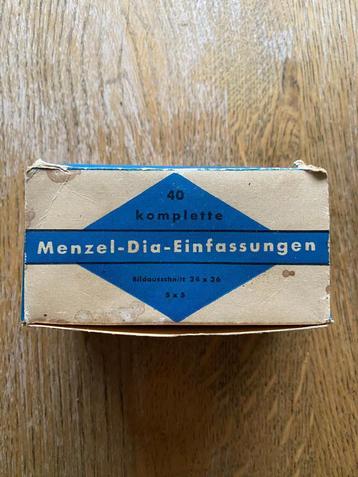 40
komplette
Menzel-Dia-Einfassungen
Bildausschnitt 24 x 36
5 x 5